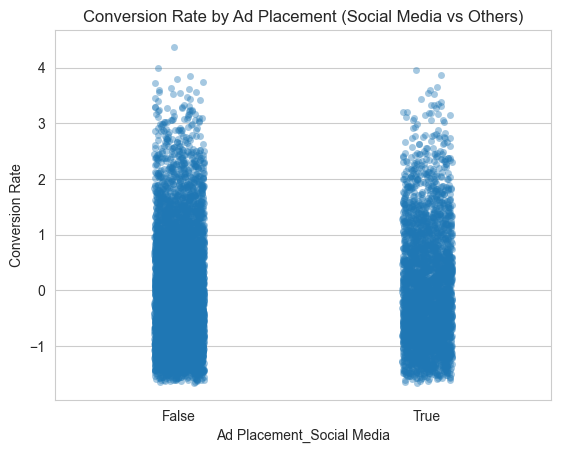 Conversion Rate by Ad Placement (Social Media vs Others)
Conversion Rate
4
3
2
1
0
−1
False
True
Ad Placement_Social Media